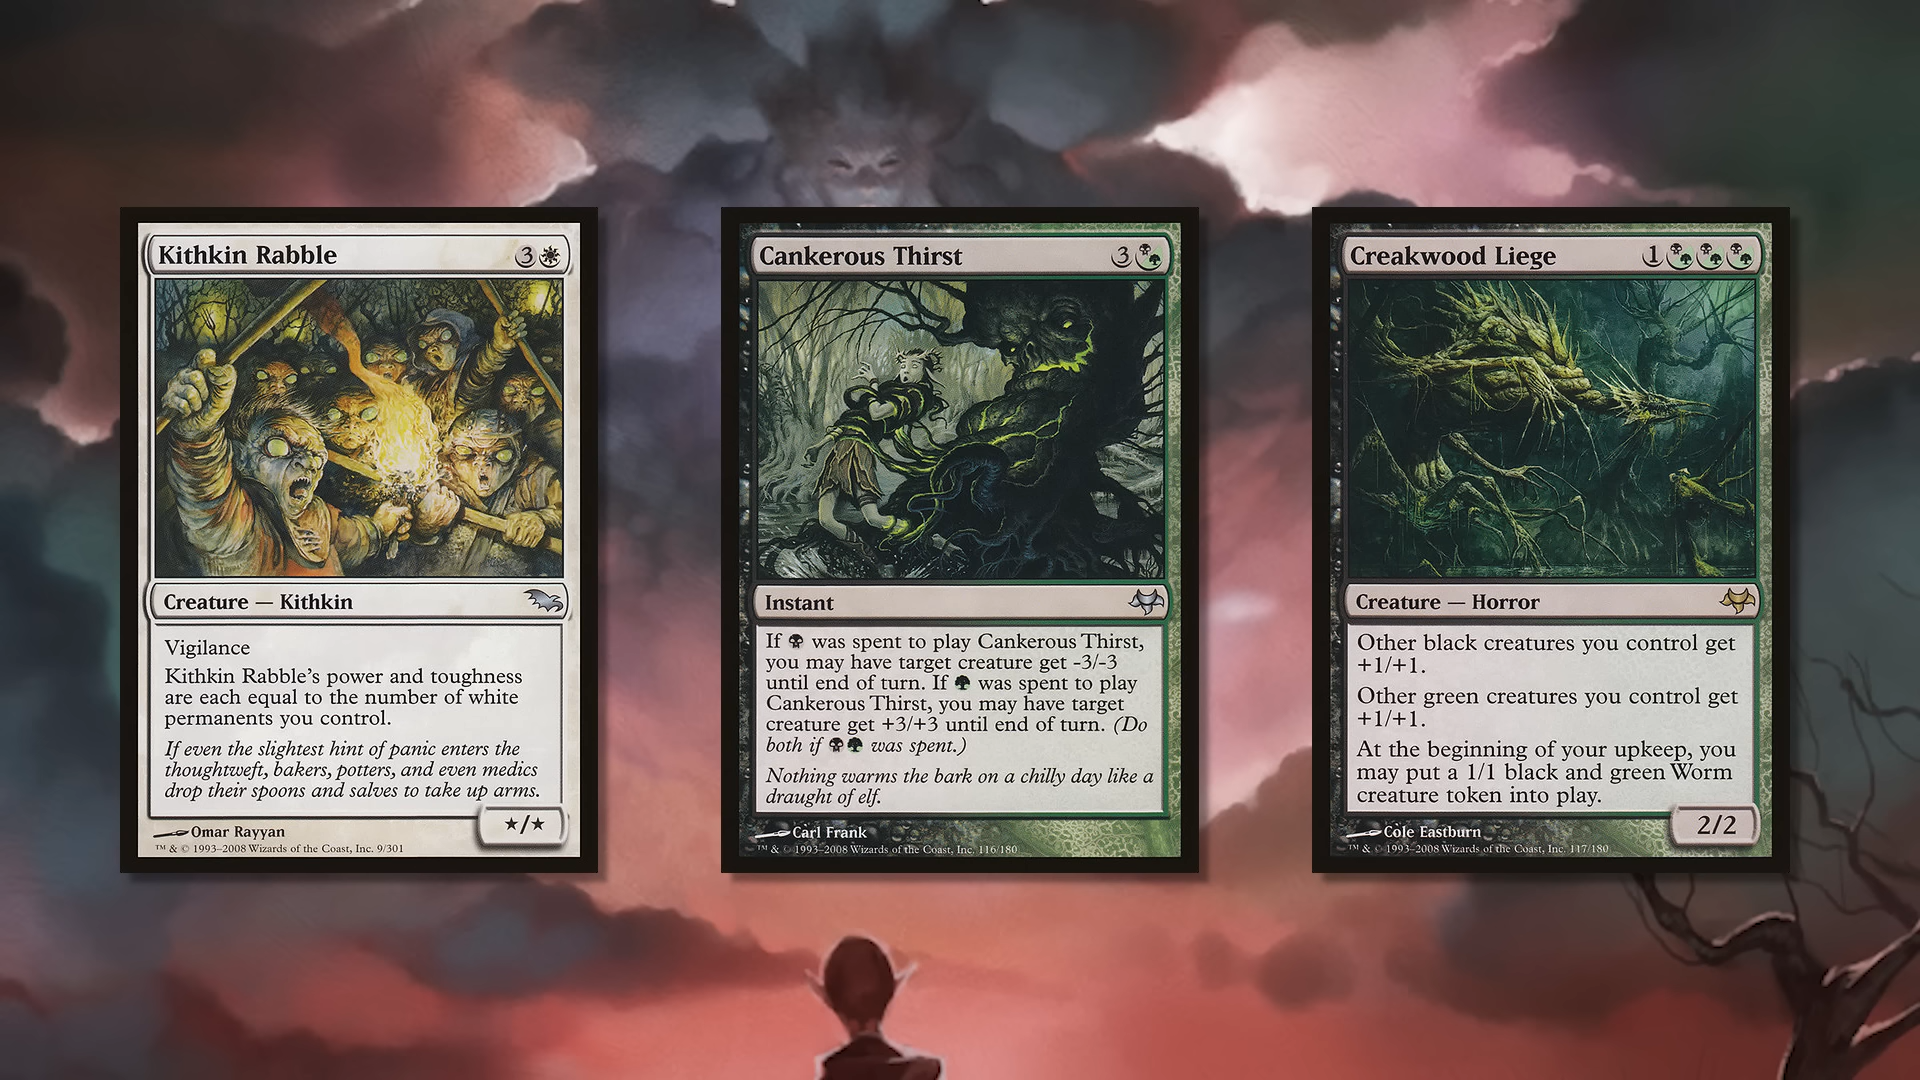 Kithkin Rabble 3
Creature — Kithkin
Vigilance
Kithkin Rabble's power and toughness
are each equal to the number of white
permanents you control.
If even the slightest hint of panic enters the
thoughtweft, bakers, potters, and even medics
drop their spoons and salves to take up arms.
★/★
Omar Rayyan
™ & © 1993–2008 Wizards of the Coast, Inc. 9/301
Cankerous Thirst 3
Instant
If was spent to play Cankerous Thirst,
you may have target creature get -3/-3
until end of turn. If was spent to play
Cankerous Thirst, you may have target
creature get +3/+3 until end of turn. (Do
both if was spent.)
Nothing warms the bark on a chilly day like a
draught of elf.
Carl Frank
™ & © 1993–2008 Wizards of the Coast, Inc. 116/180
Creakwood Liege 1
Creature — Horror
Other black creatures you control get
+1/+1.
Other green creatures you control get
+1/+1.
At the beginning of your upkeep, you
may put a 1/1 black and green Worm
creature token into play.
2/2
Cole Eastburn
™ & © 1993–2008 Wizards of the Coast, Inc. 117/180